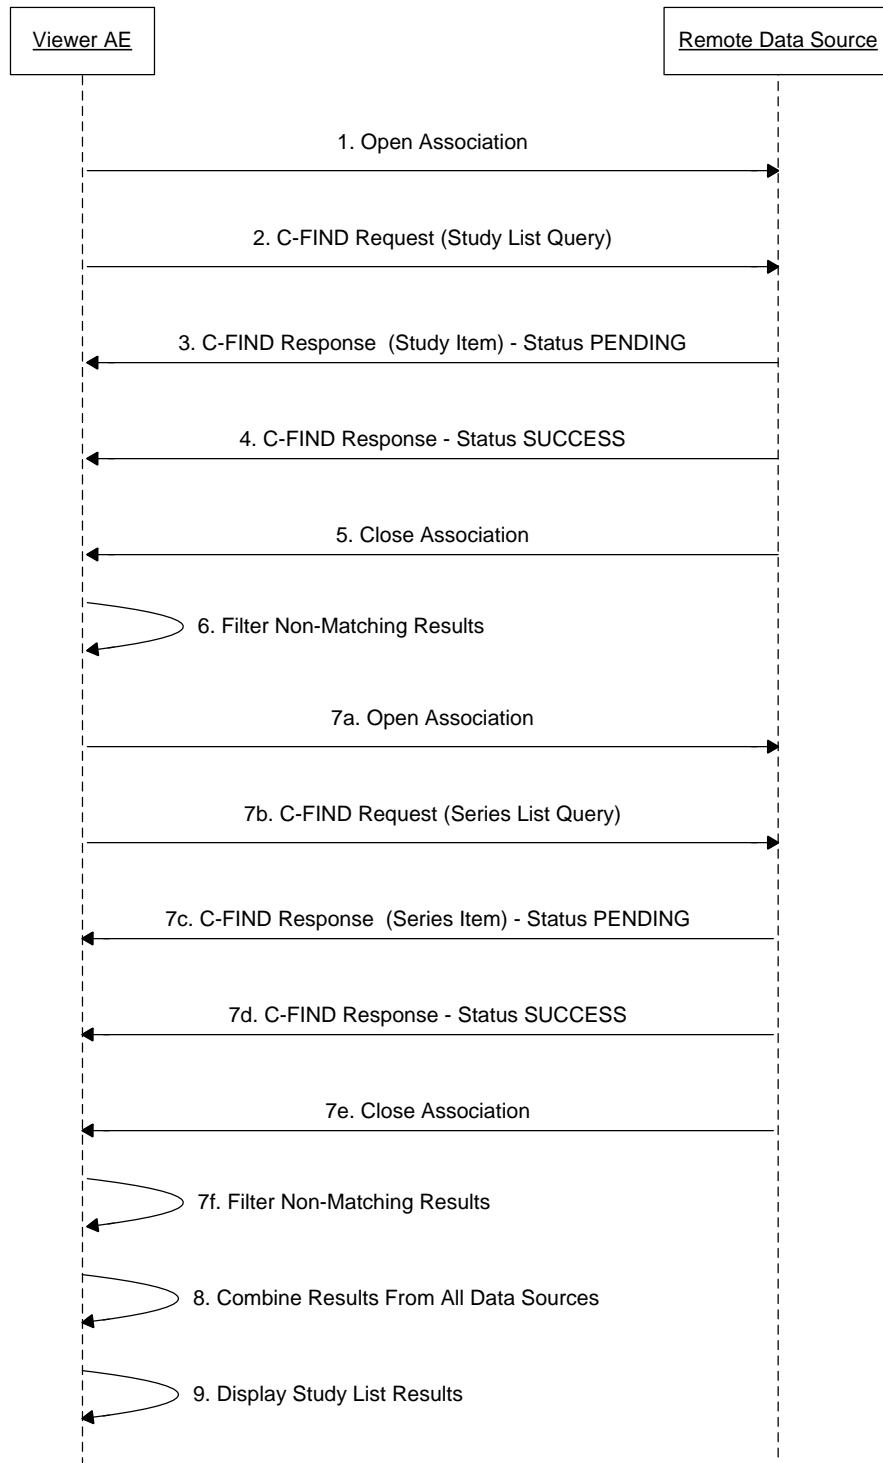 Viewer AE
Remote Data Source
1. Open Association
2. C-FIND Request (Study List Query)
3. C-FIND Response  (Study Item) - Status PENDING
4. C-FIND Response - Status SUCCESS
5. Close Association
6. Filter Non-Matching Results
7a. Open Association
7b. C-FIND Request (Series List Query)
7c. C-FIND Response  (Series Item) - Status PENDING
7d. C-FIND Response - Status SUCCESS
7e. Close Association
7f. Filter Non-Matching Results
8. Combine Results From All Data Sources
9. Display Study List Results